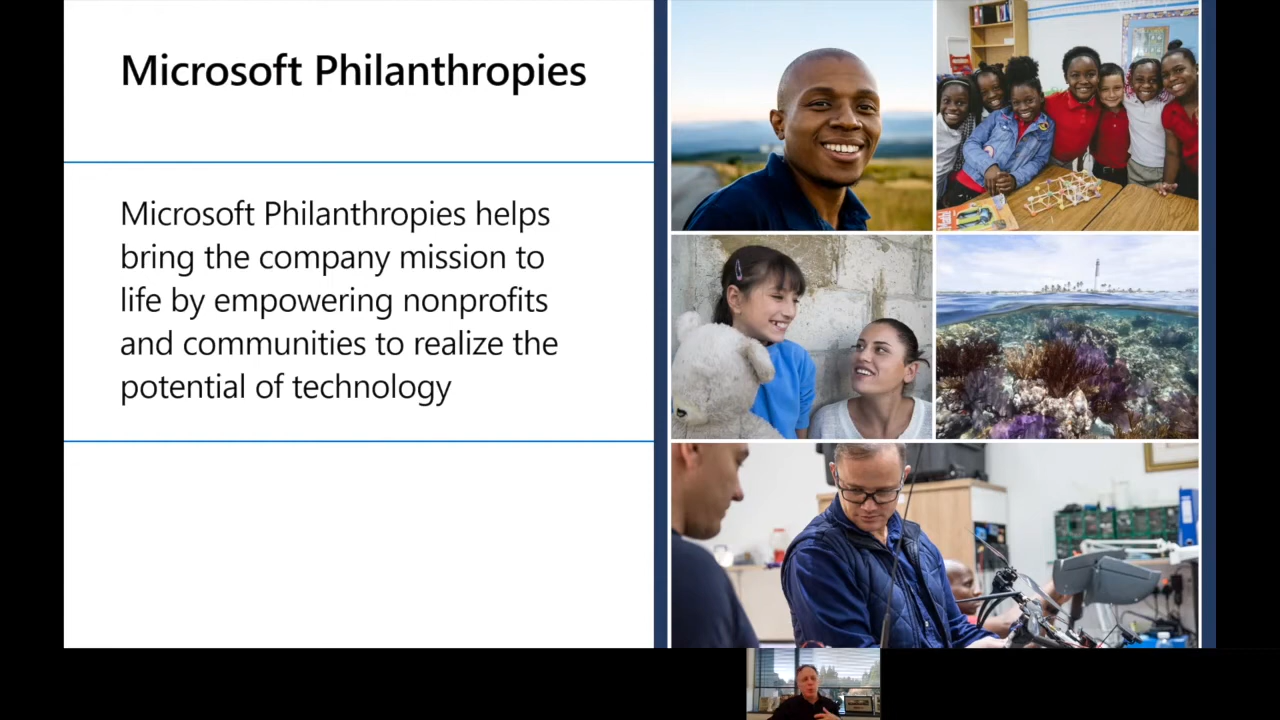 Microsoft Philanthropies
Microsoft Philanthropies helps
bring the company mission to
life by empowering nonprofits
and communities to realize the
potential of technology